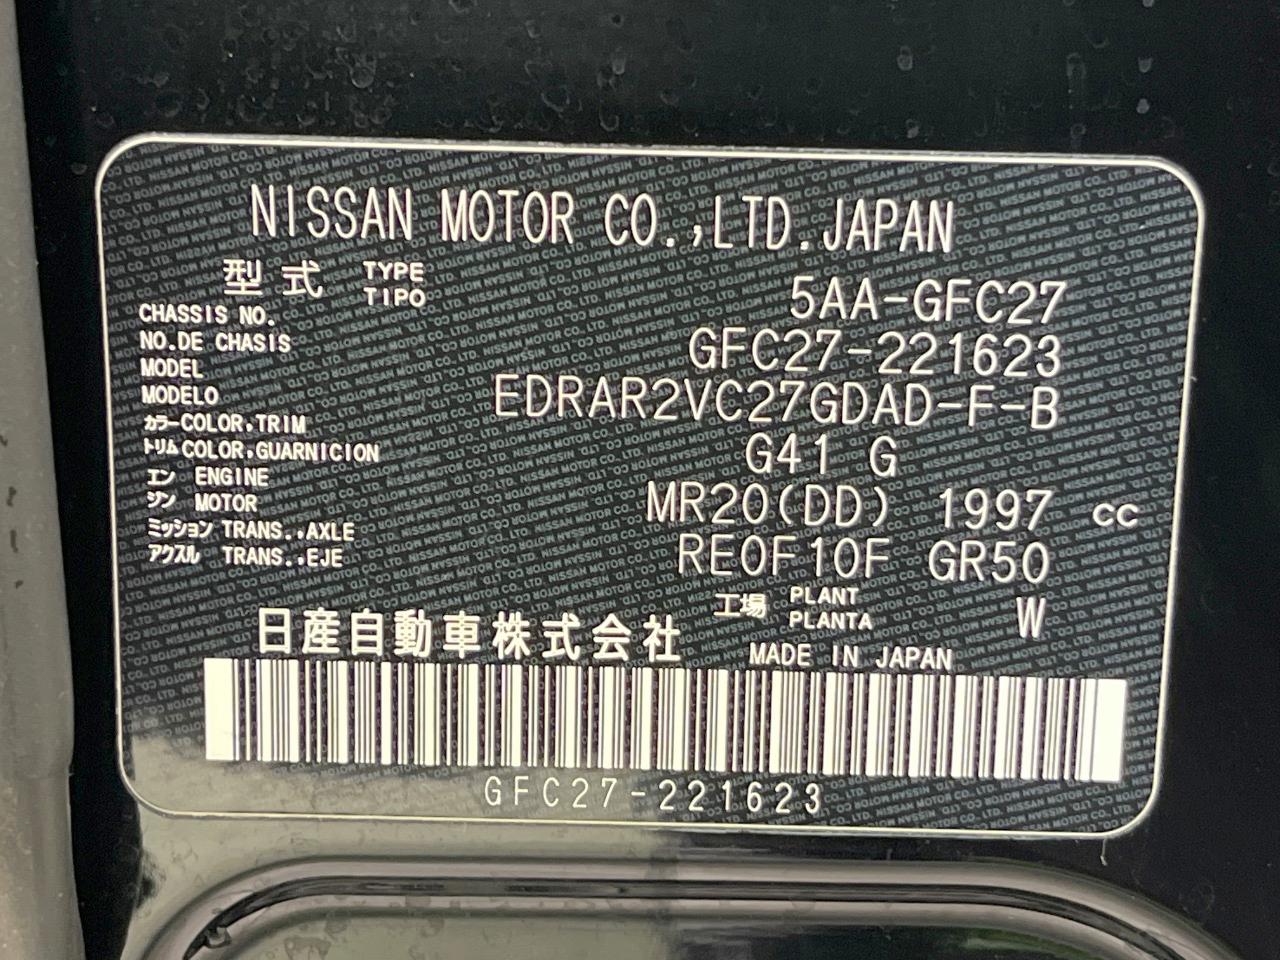 NISSAN MOTOR CO.,LTD.JAPAN
型式 TYPE TIPO 5AA-GFC27
CHASSIS NO.
NO.DE CHASIS GFC27-221623
MODEL
MODELO EDRAR2VC27GDAD-F-B
カラー COLOR,TRIM
トリム COLOR,GUARNICION G41 G
エン ENGINE
ジン MOTOR MR20(DD) 1997 cc
ミッション TRANS.,AXLE
アクスル TRANS.,EJE RE0F10F GR50
工場 PLANT PLANTA W
日産自動車株式会社 MADE IN JAPAN
GFC27-221623